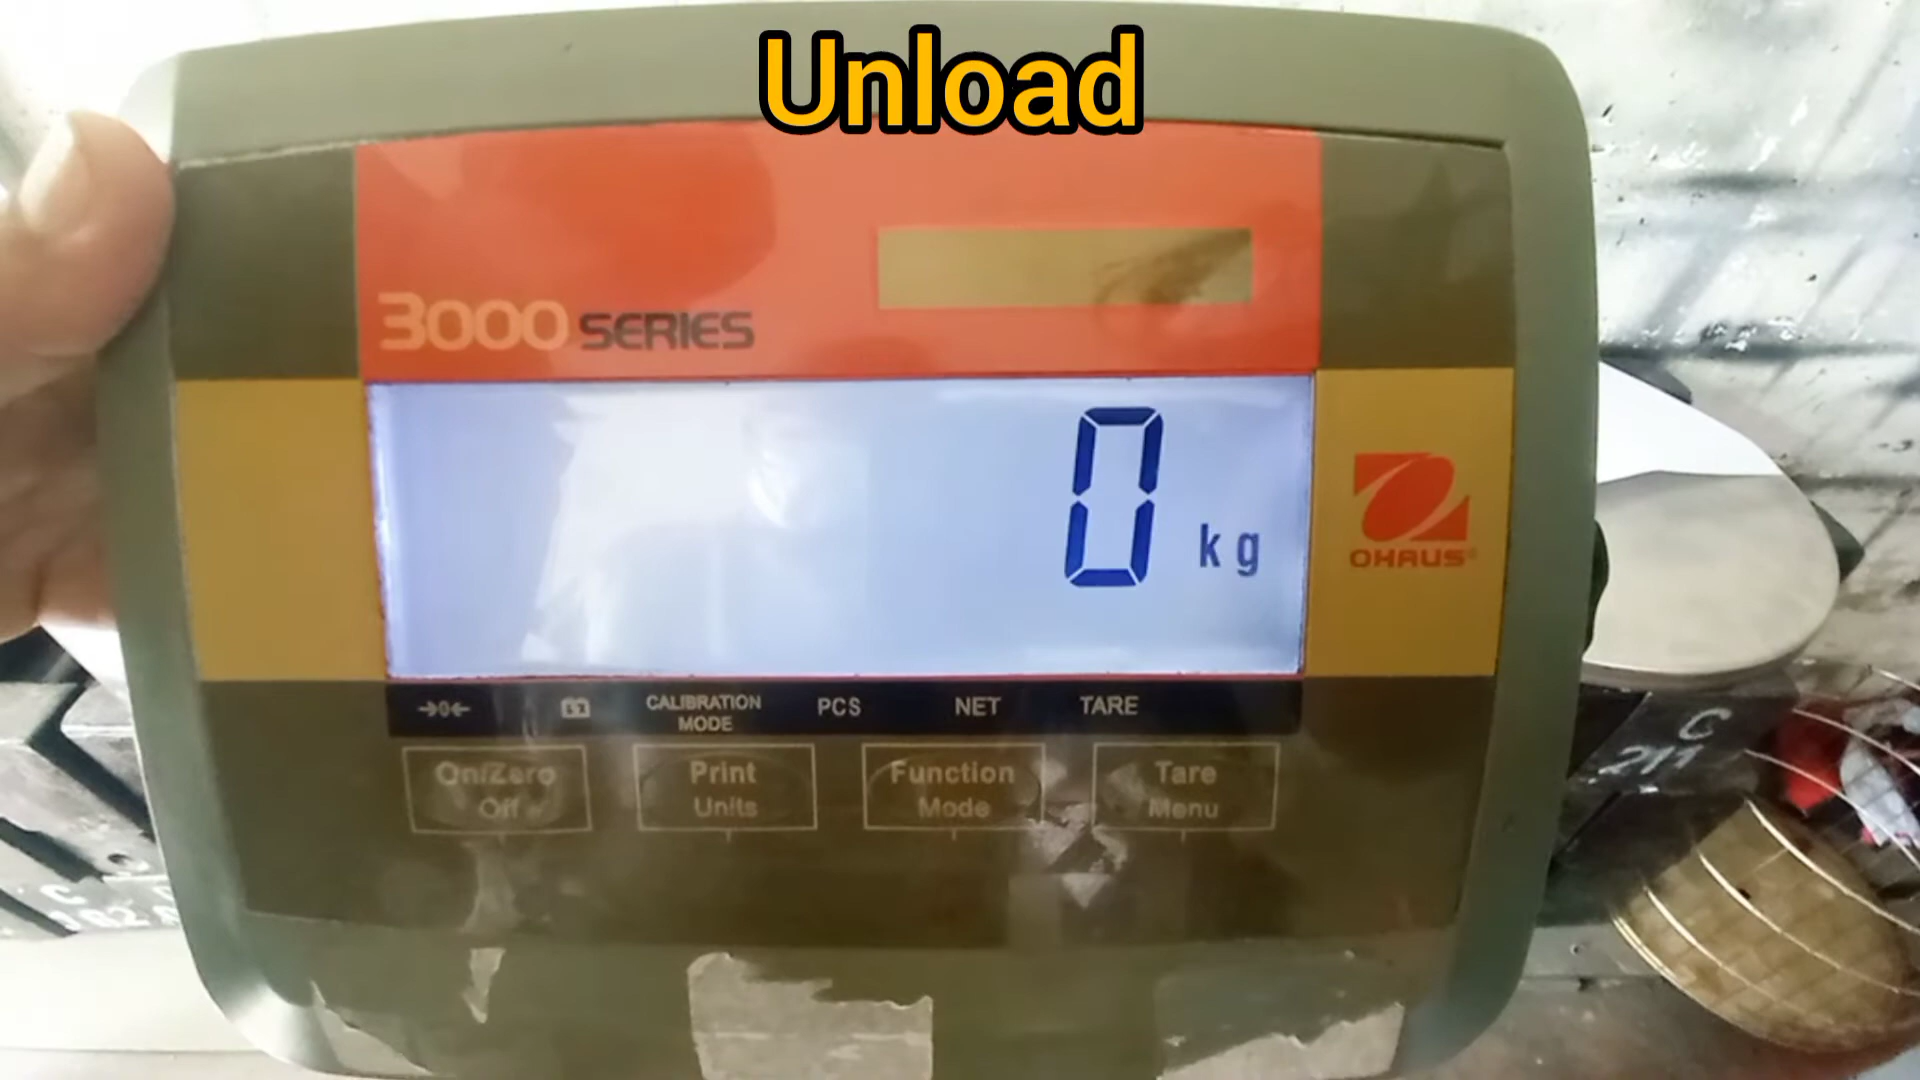 Unload
3000 SERIES
0 kg
OHAUS®
→0← CALIBRATION MODE PCS NET TARE
On/Zero Print Function Tare
Off Units Mode Menu
C
211
C